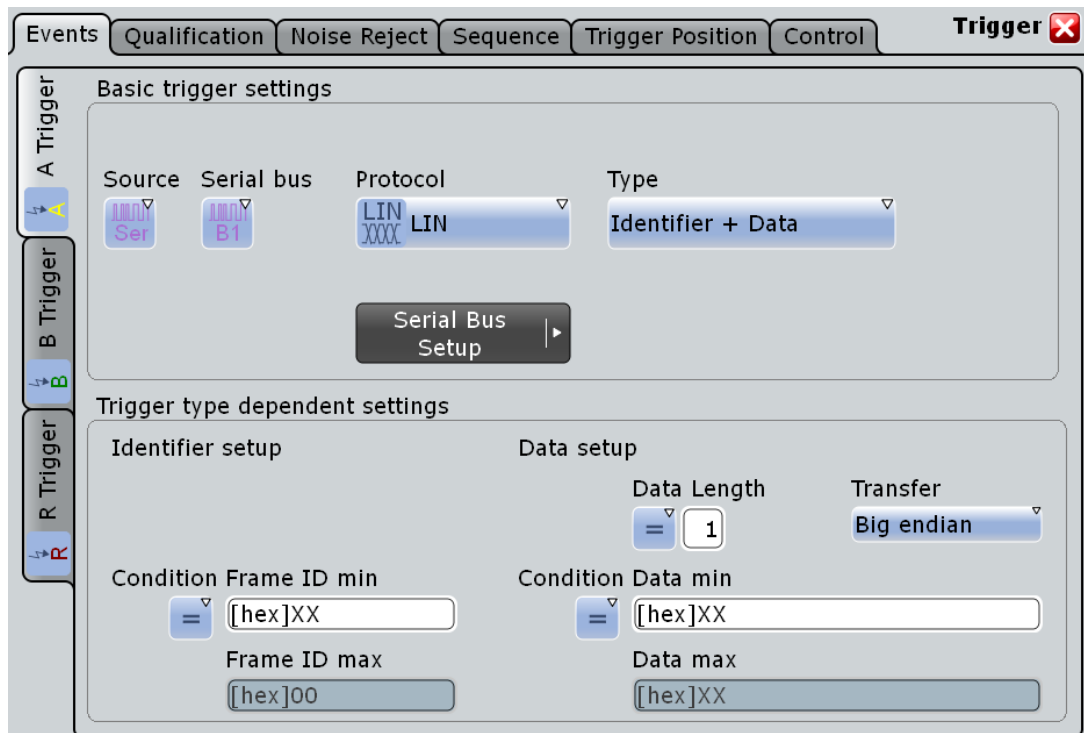 Events Qualification Noise Reject Sequence Trigger Position Control Trigger
A Trigger
A
B Trigger
B
R Trigger
R
Basic trigger settings
Source Serial bus Protocol Type
Ser B1 LIN XXXX LIN Identifier + Data
Serial Bus
Setup
Trigger type dependent settings
Identifier setup Data setup
Data Length Transfer
= 1 Big endian
Condition Frame ID min Condition Data min
= [hex]XX = [hex]XX
Frame ID max Data max
[hex]00 [hex]XX